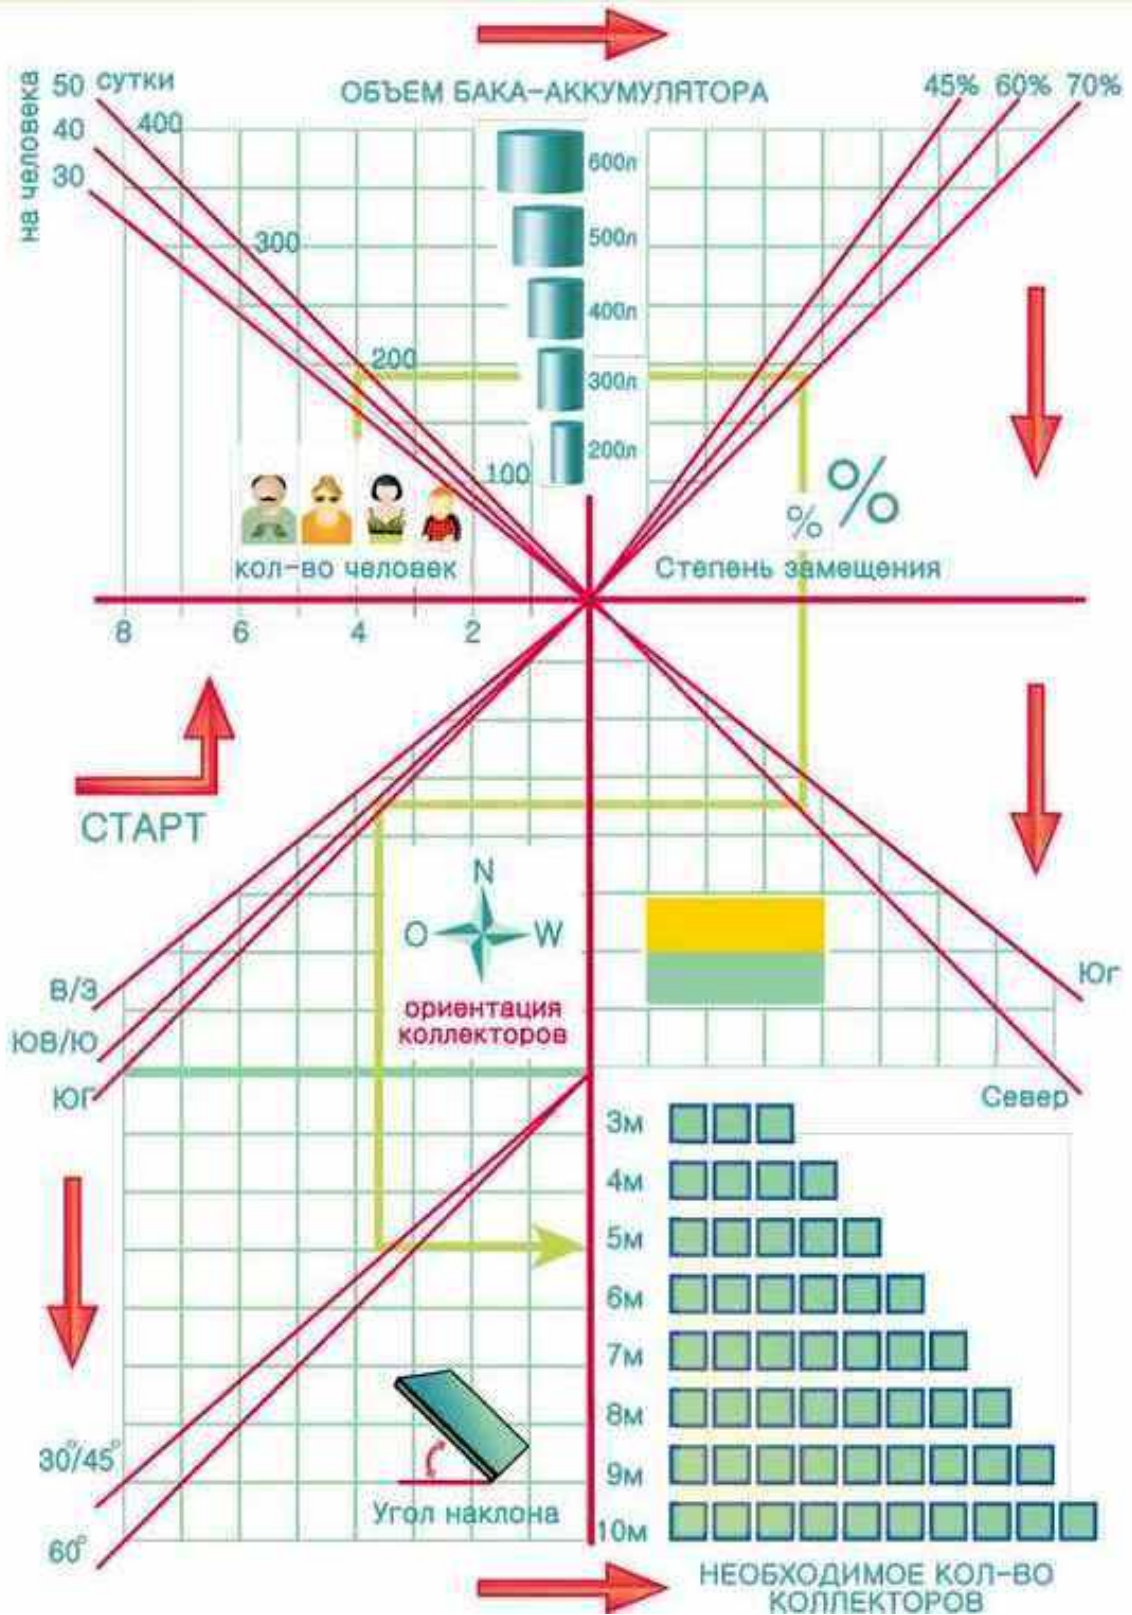 на человека
50 сутки
40
30
ОБЪЕМ БАКА-АККУМУЛЯТОРА
45% 60% 70%
400
300
200
100
600л
500л
400л
300л
200л
% %
кол-во человек
Степень замещения
8 6 4 2
СТАРТ
N
O W
ориентация
коллекторов
В/З
ЮВ/Ю
ЮГ
Юг
Север
3м
4м
5м
6м
7м
8м
9м
10м
30°/45°
60°
Угол наклона
НЕОБХОДИМОЕ КОЛ-ВО
КОЛЛЕКТОРОВ